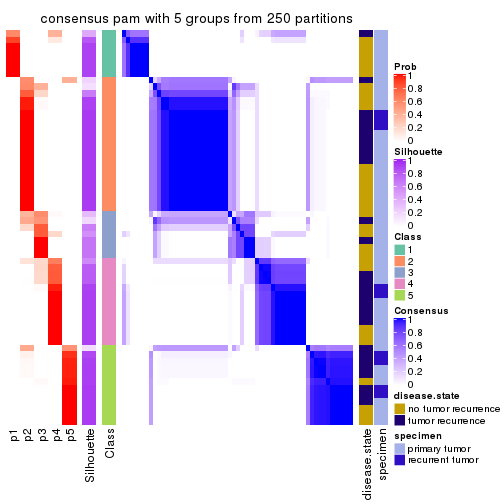 consensus pam with 5 groups from 250 partitions
Prob
1
0.8
0.6
0.4
0.2
0
Silhouette
1
0.8
0.6
0.4
0.2
0
Class
1
2
3
4
5
Consensus
1
0.8
0.6
0.4
0.2
0
disease.state
no tumor recurrence
tumor recurrence
specimen
primary tumor
recurrent tumor
p1
p2
p3
p4
p5
Silhouette
Class
disease.state
specimen